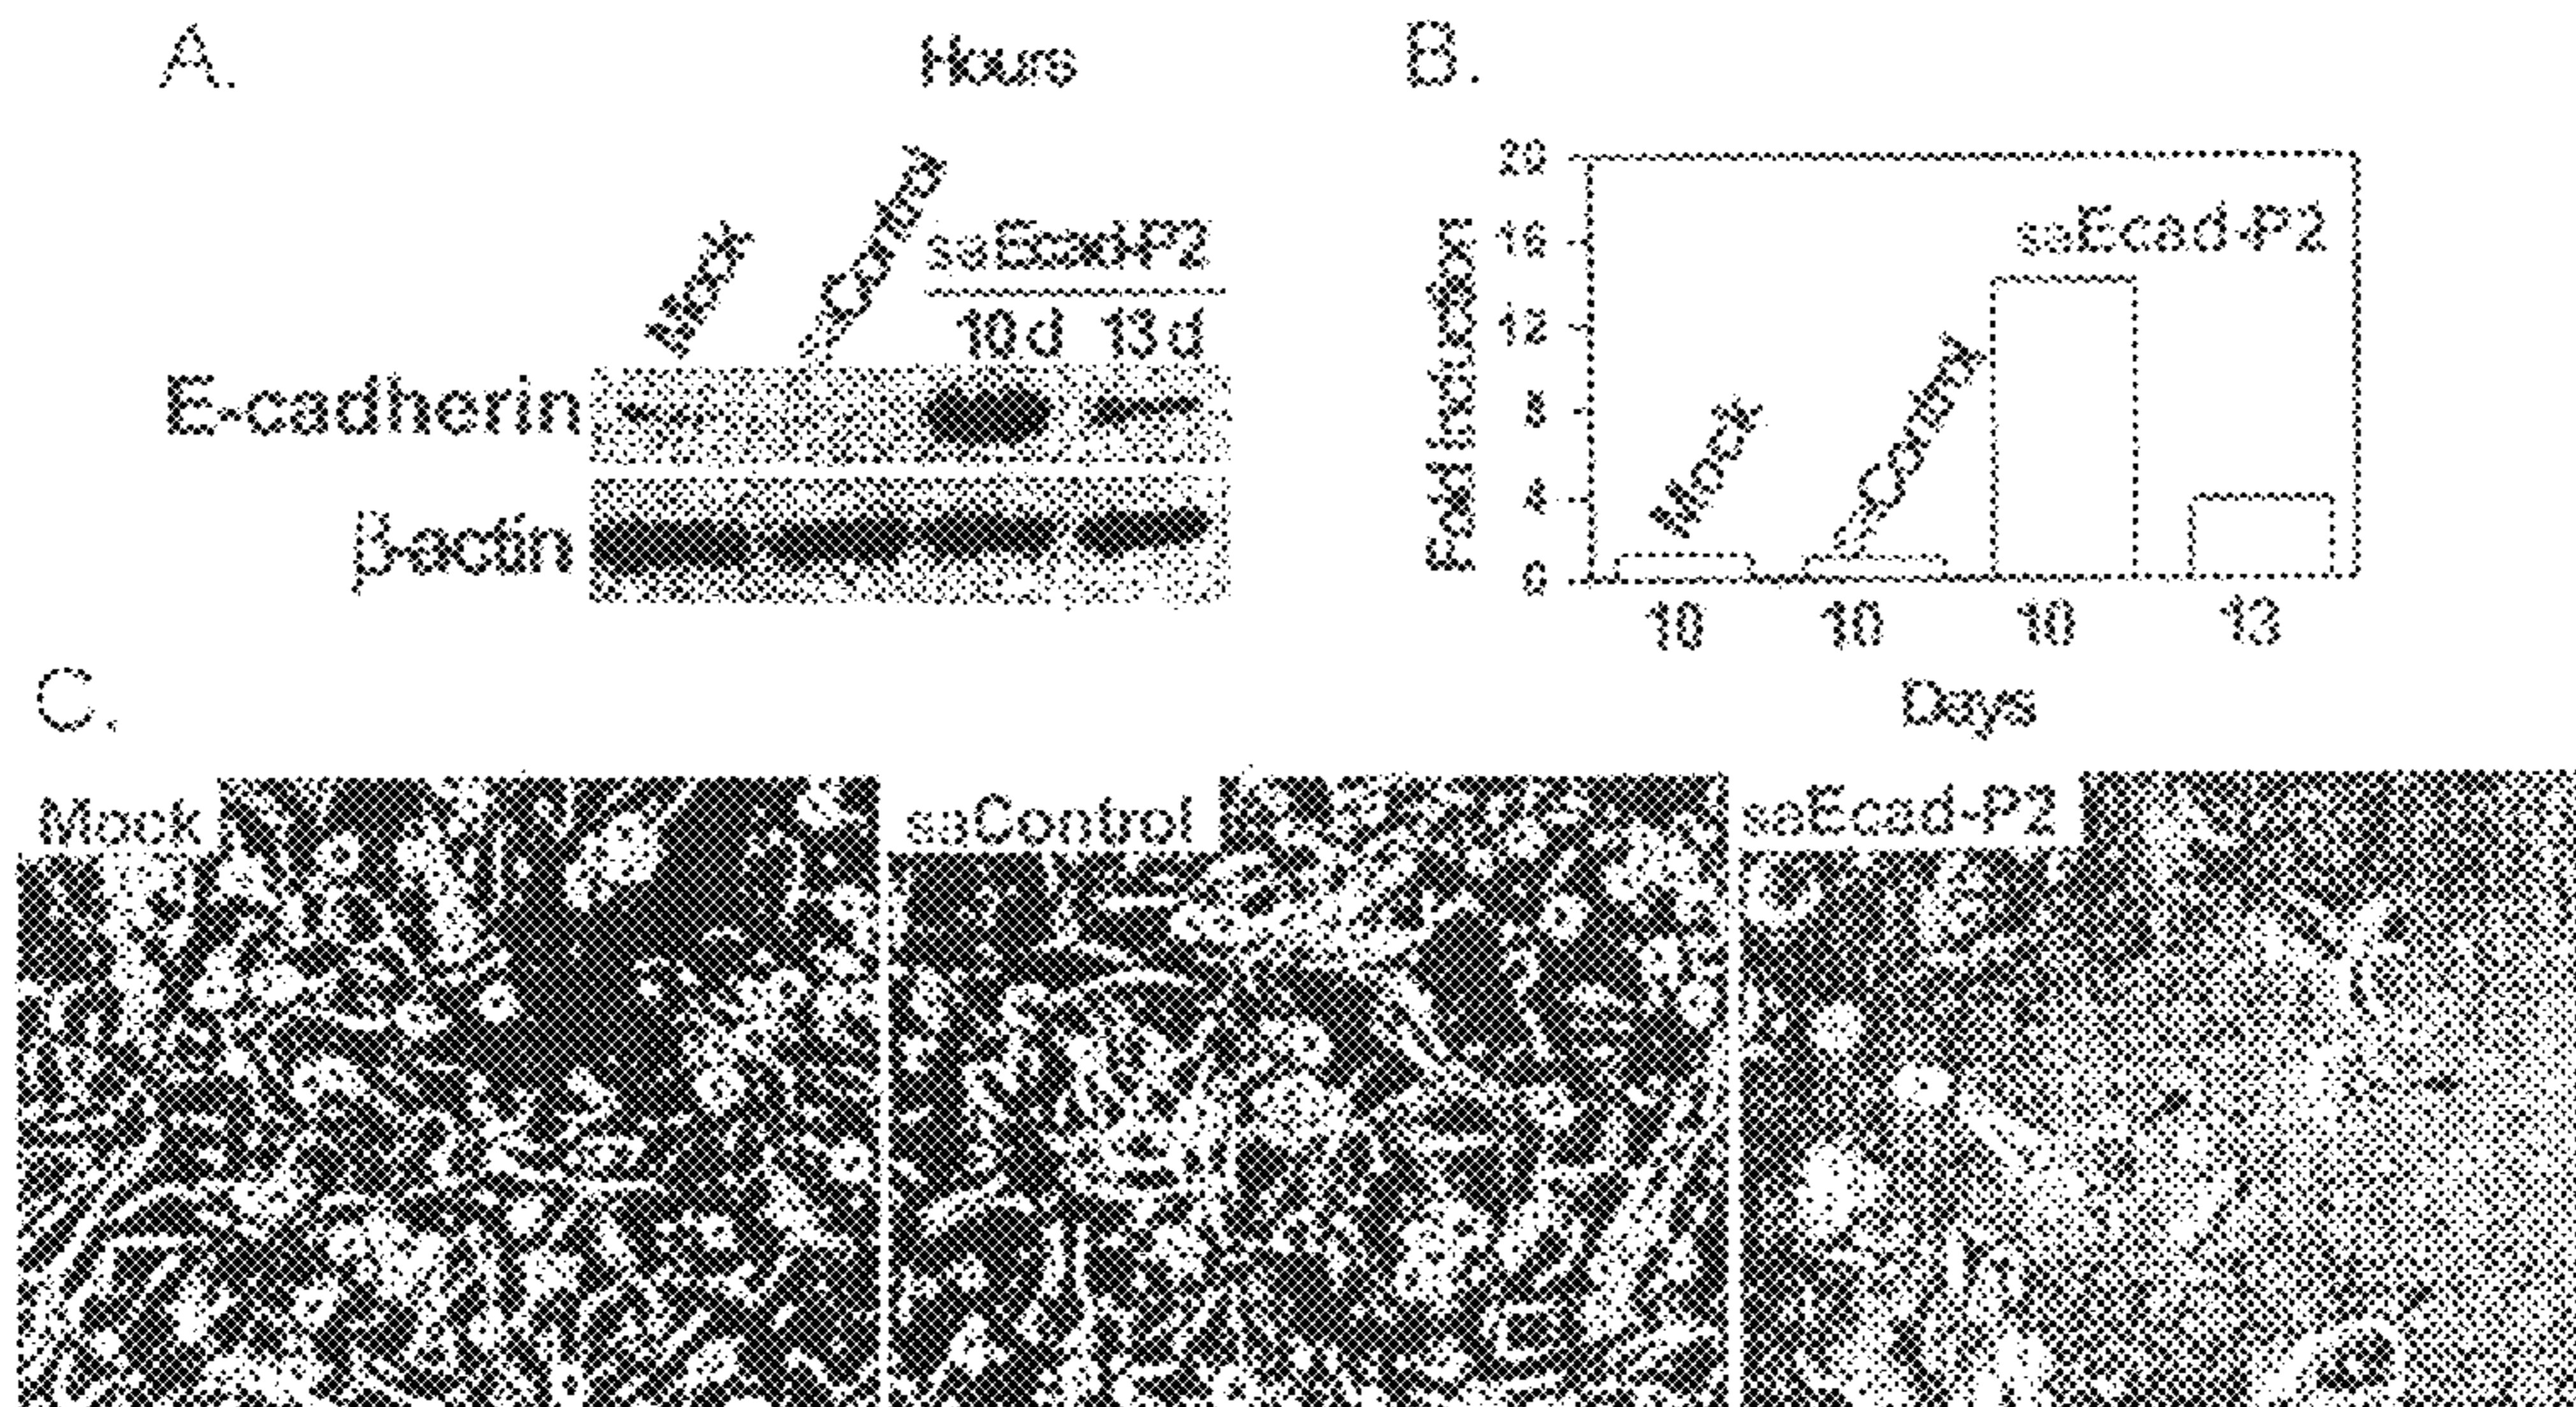 A.
Hours
Mock
saControl
saEcad-P2
10 d
13 d
E-cadherin
β-actin
B.
Fold induction
20
16
12
8
4
0
Mock
saControl
saEcad-P2
10
10
10
13
Days
C.
Mock
saControl
saEcad-P2